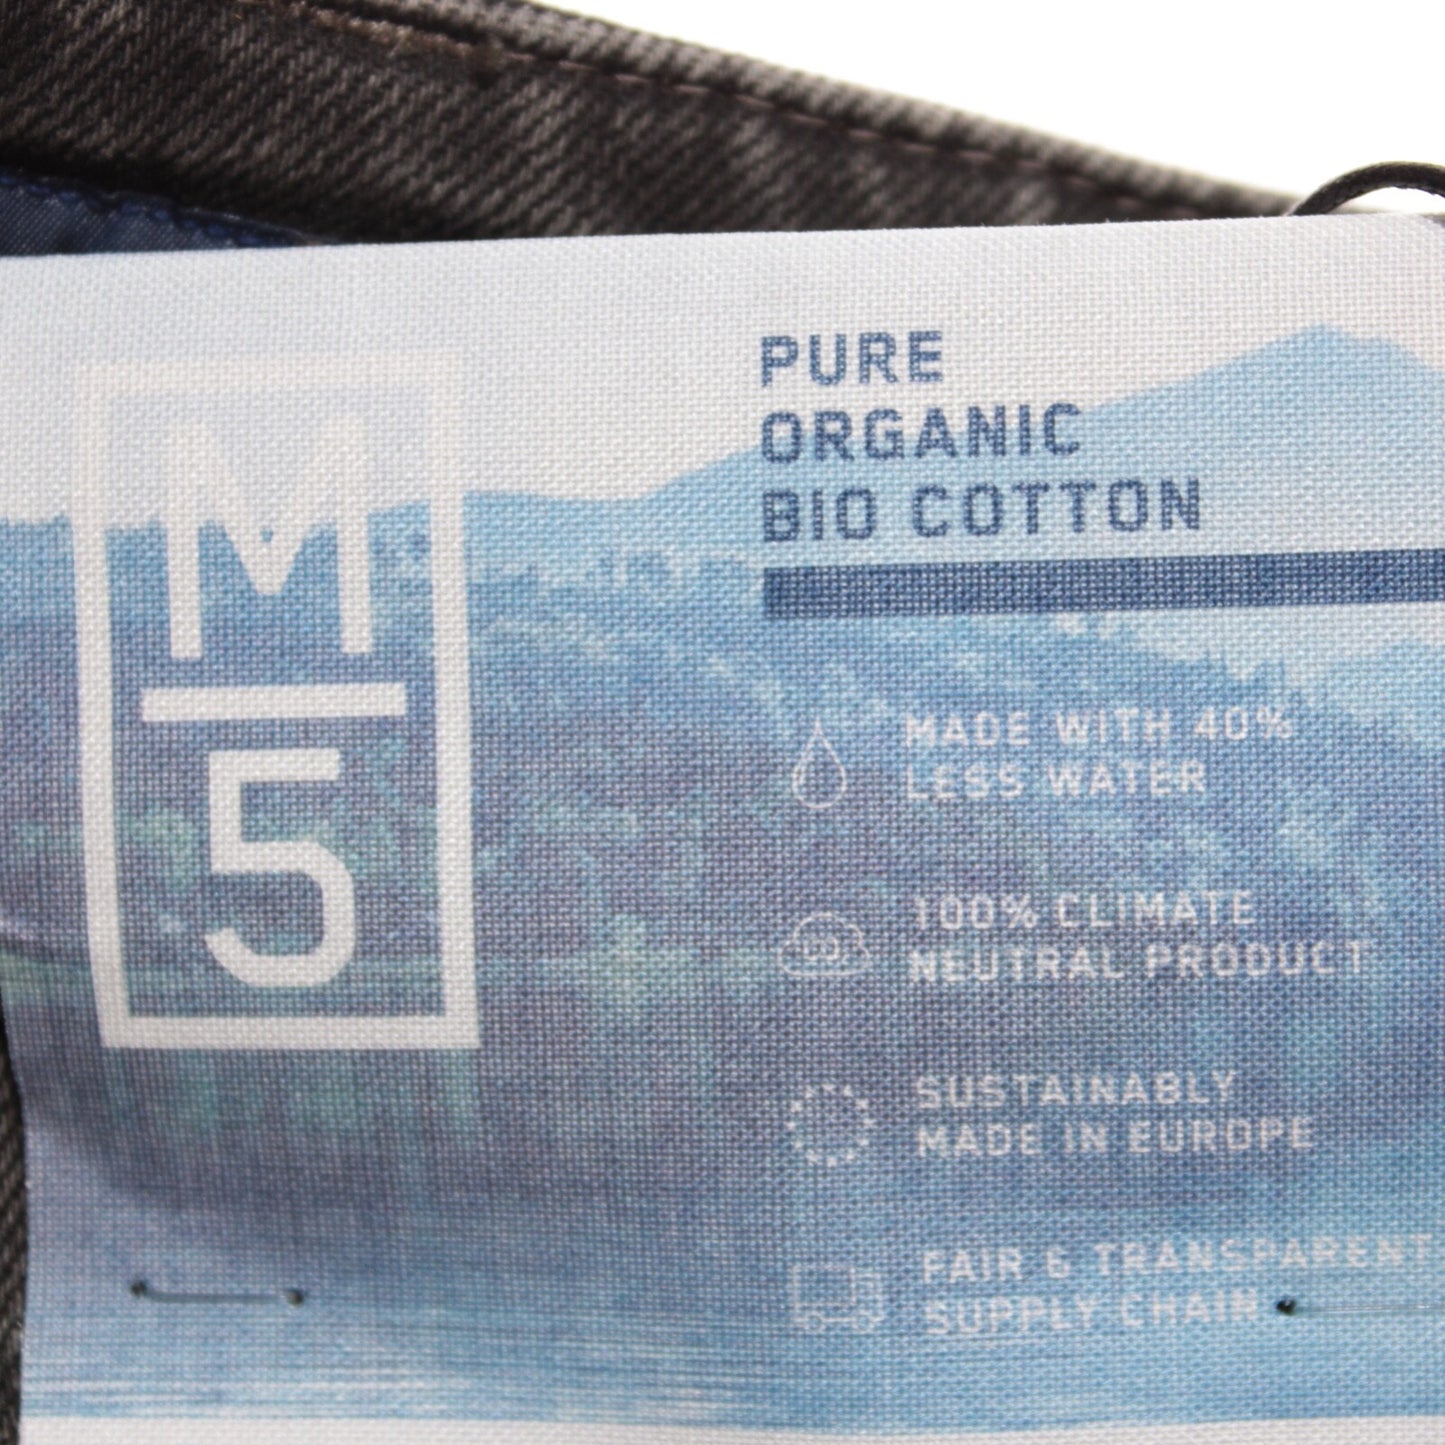 M
5
PURE
ORGANIC
BIO COTTON
MADE WITH 40%
LESS WATER
CO₂
100% CLIMATE
NEUTRAL PRODUCT
SUSTAINABLY
MADE IN EUROPE
FAIR & TRANSPARENT
SUPPLY CHAIN